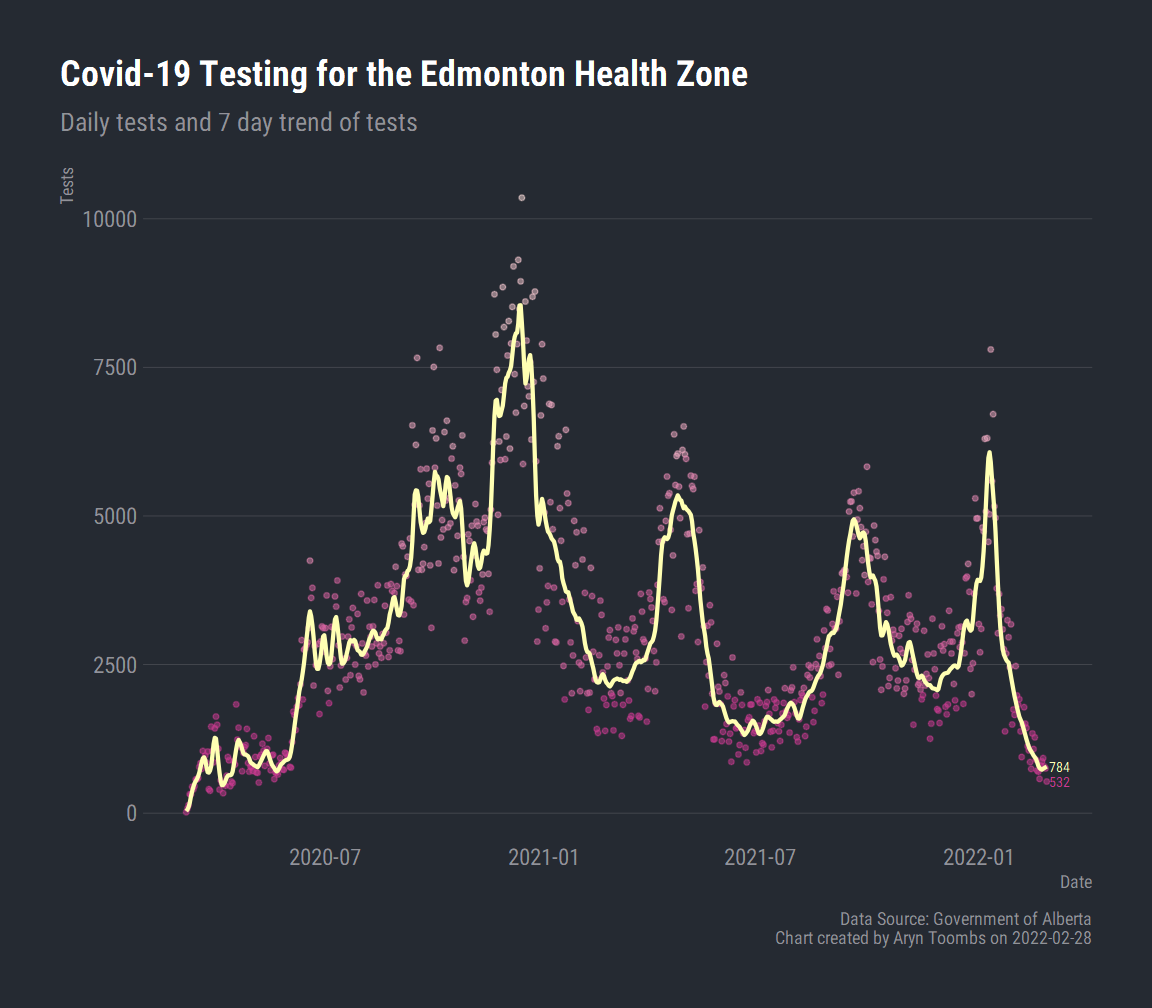 Covid-19 Testing for the Edmonton Health Zone
Daily tests and 7 day trend of tests
Tests
10000
7500
5000
2500
0
784
532
2020-07
2021-01
2021-07
2022-01
Date
Data Source: Government of Alberta
Chart created by Aryn Toombs on 2022-02-28